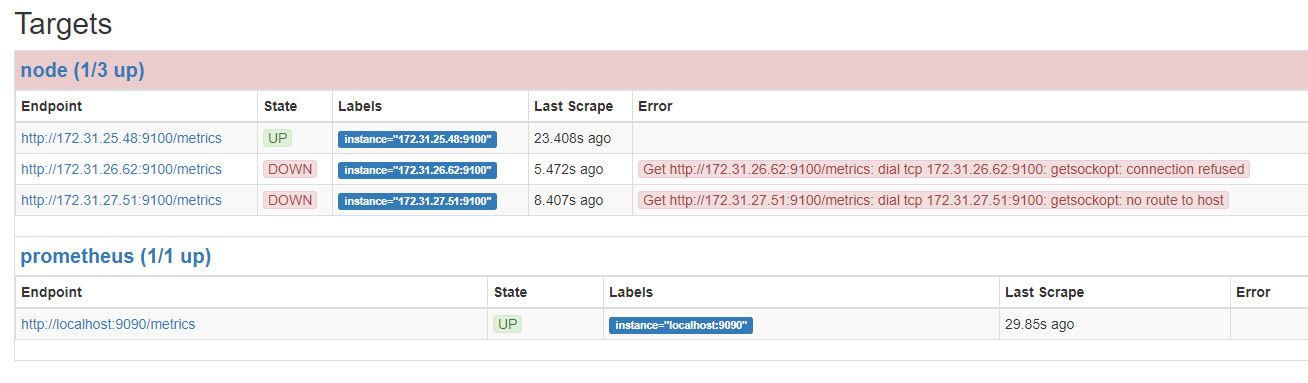 Targets
node (1/3 up)
Endpoint State Labels Last Scrape Error
http://172.31.25.48:9100/metrics UP instance="172.31.25.48:9100" 23.408s ago
http://172.31.26.62:9100/metrics DOWN instance="172.31.26.62:9100" 5.472s ago Get http://172.31.26.62:9100/metrics: dial tcp 172.31.26.62:9100: getsockopt: connection refused
http://172.31.27.51:9100/metrics DOWN instance="172.31.27.51:9100" 8.407s ago Get http://172.31.27.51:9100/metrics: dial tcp 172.31.27.51:9100: getsockopt: no route to host
prometheus (1/1 up)
Endpoint State Labels Last Scrape Error
http://localhost:9090/metrics UP instance="localhost:9090" 29.85s ago